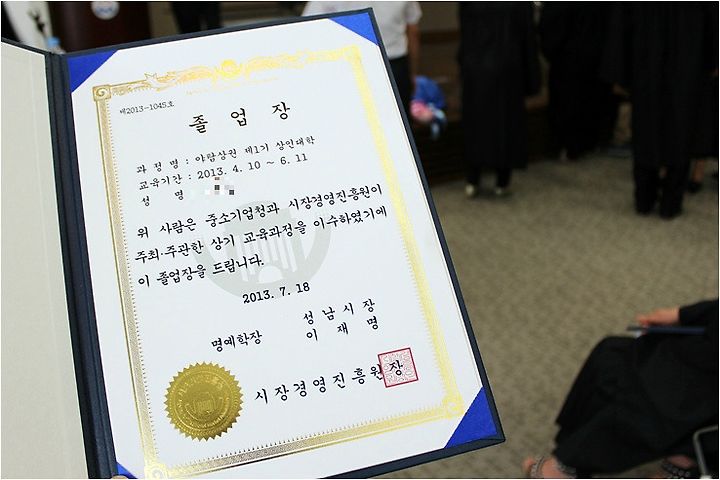 제2013-1045호
졸 업 장
과 정 명 : 야탑상권 제1기 상인대학
교육기간 : 2013. 4. 10 ~ 6. 11
성 명
위 사람은 중소기업청과 시장경영진흥원이
주최·주관한 상기 교육과정을 이수하였기에
이 졸업장을 드립니다.
2013. 7. 18
명예학장 성 남 시 장
이 재 명
시장경영진흥원장